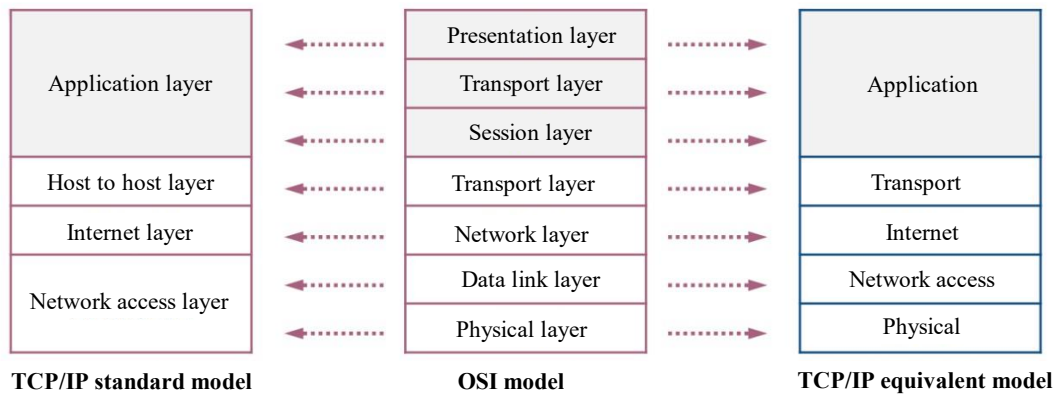 Application layer
Host to host layer
Internet layer
Network access layer
TCP/IP standard model
Presentation layer
Transport layer
Session layer
Transport layer
Network layer
Data link layer
Physical layer
OSI model
Application
Transport
Internet
Network access
Physical
TCP/IP equivalent model